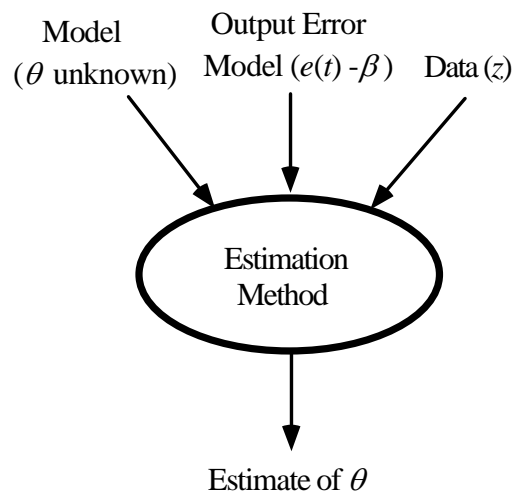 Model
(θ unknown)
Output Error
Model (e(t) -β)
Data (z)
Estimation
Method
Estimate of θ